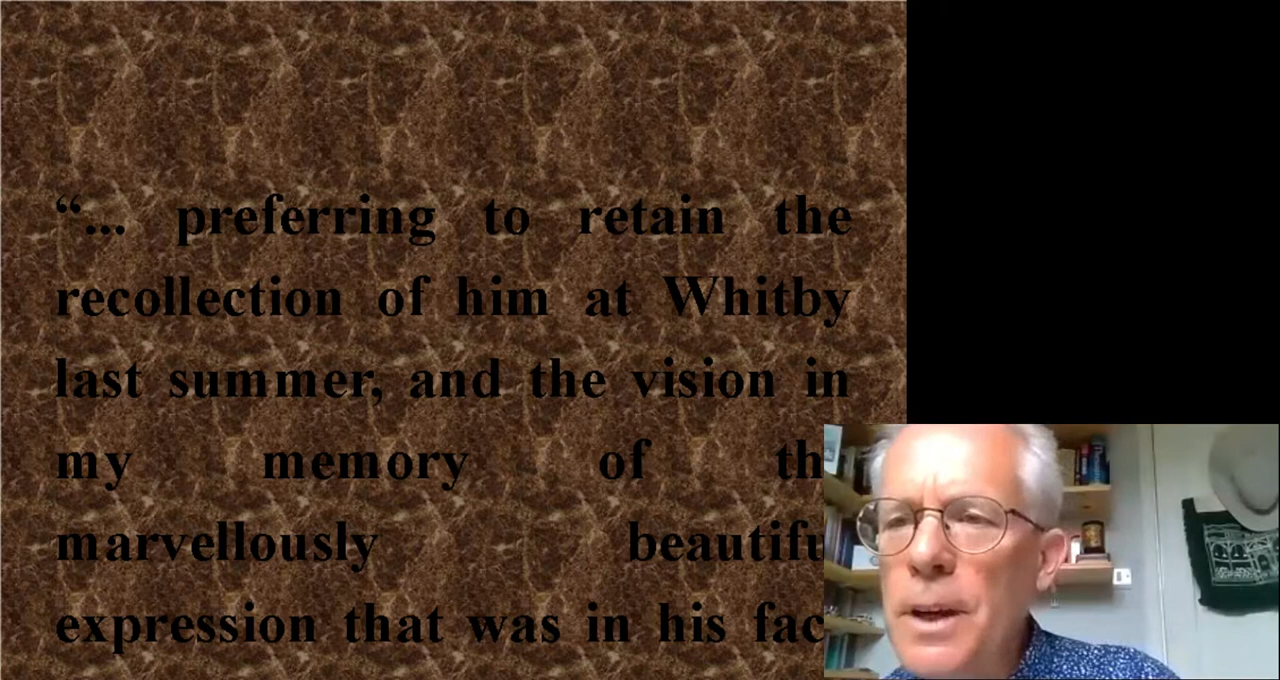 “... preferring to retain the
recollection of him at Whitby
last summer, and the vision in
my memory of th
marvellously beautifu
expression that was in his fac